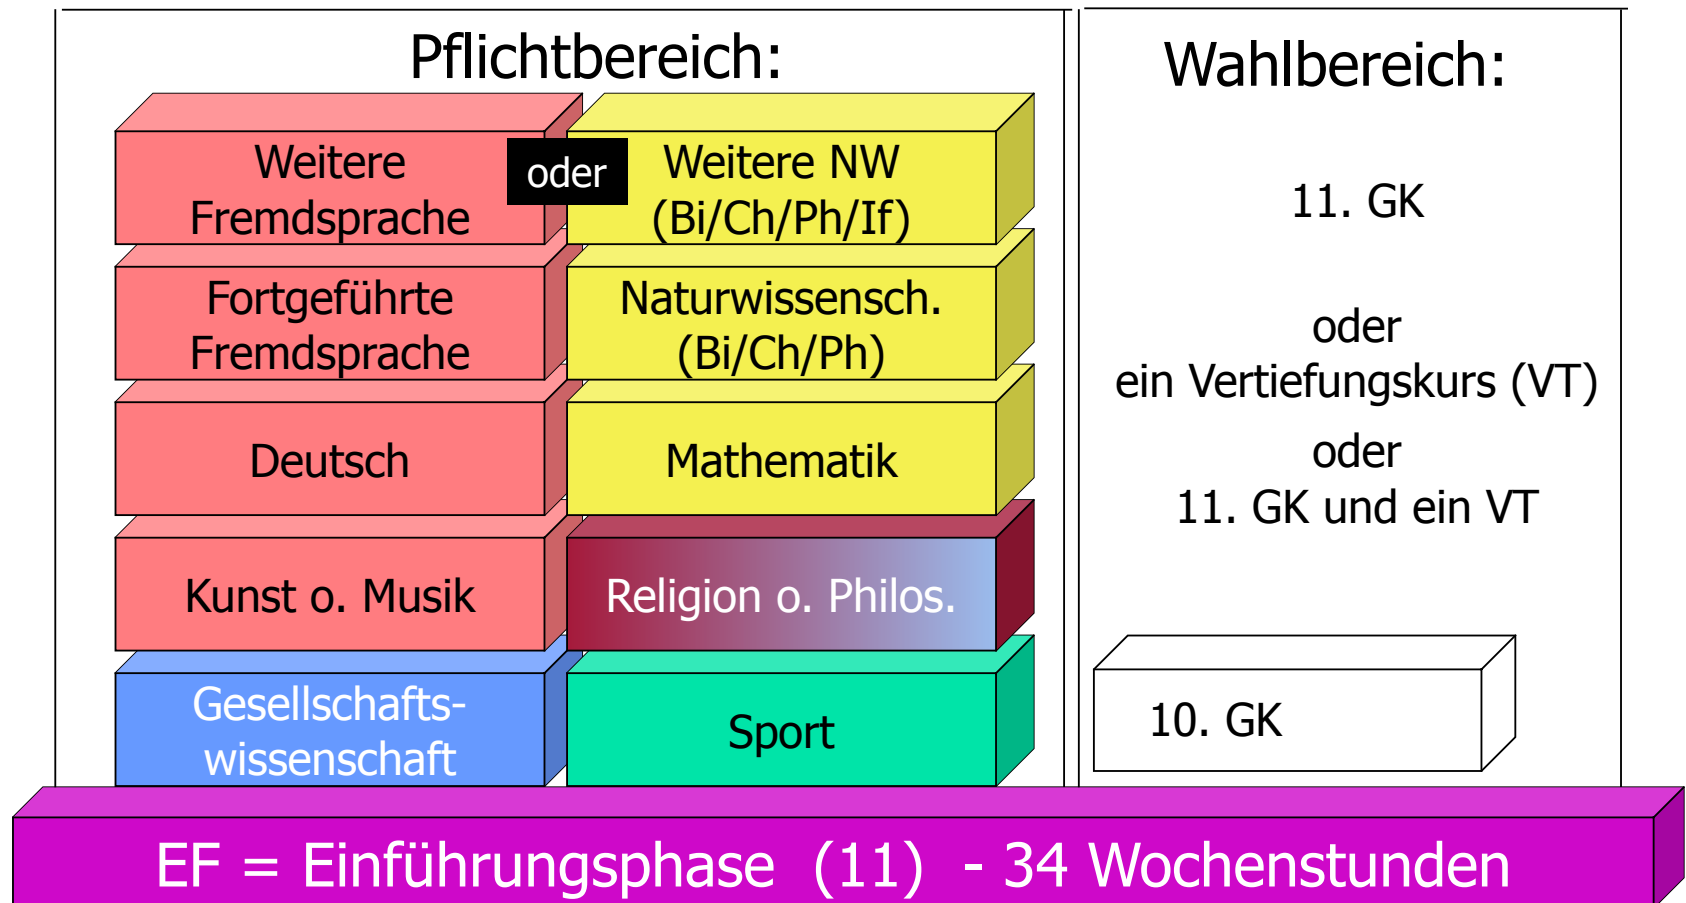 Pflichtbereich:
Weitere
Fremdsprache
oder
Weitere NW
(Bi/Ch/Ph/If)
Fortgeführte
Fremdsprache
Naturwissensch.
(Bi/Ch/Ph)
Deutsch
Mathematik
Kunst o. Musik
Religion o. Philos.
Gesellschafts-
wissenschaft
Sport
Wahlbereich:
11. GK
oder
ein Vertiefungskurs (VT)
oder
11. GK und ein VT
10. GK
EF = Einführungsphase (11) - 34 Wochenstunden